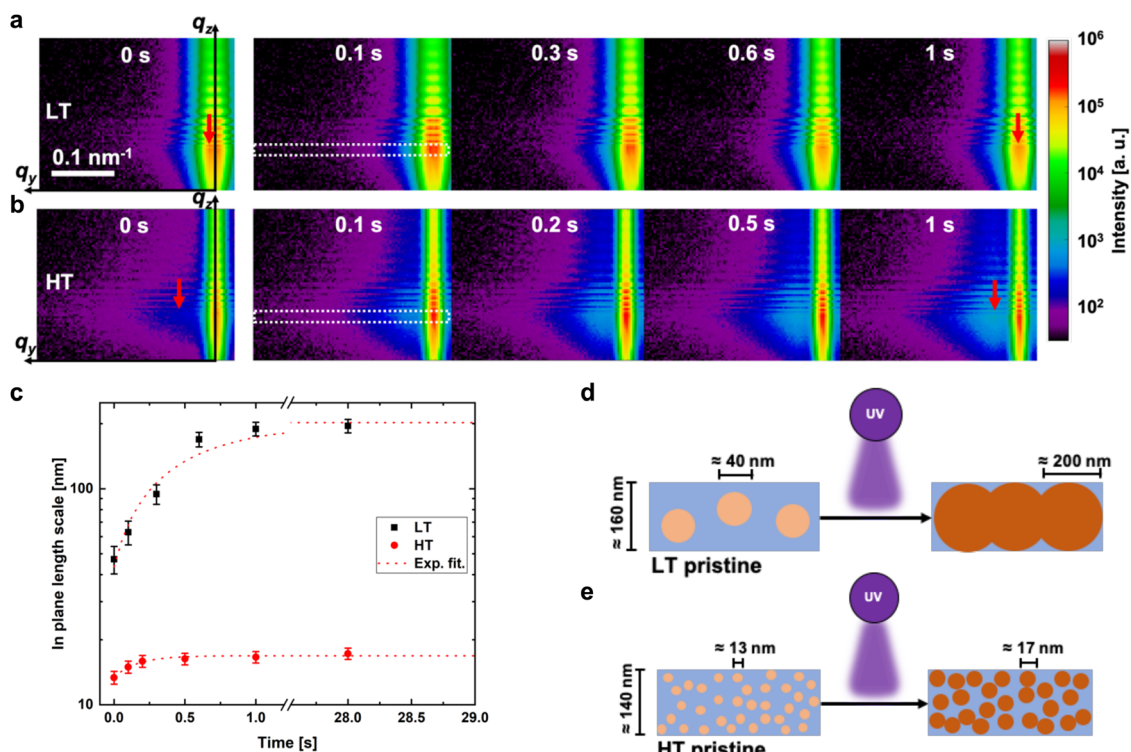 a
q_z
0 s
0.1 s
0.3 s
0.6 s
1 s
LT
0.1 nm⁻¹
q_y
10⁶
10⁵
10⁴
10³
10²
Intensity [a. u.]
b
q_z
0 s
0.1 s
0.2 s
0.5 s
1 s
HT
q_y
c
In plane length scale [nm]
100
10
0.0
0.5
1.0
28.0
28.5
29.0
Time [s]
LT
HT
Exp. fit.
d
UV
≈ 40 nm
≈ 200 nm
≈ 160 nm
LT pristine
e
UV
≈ 13 nm
≈ 17 nm
≈ 140 nm
HT pristine